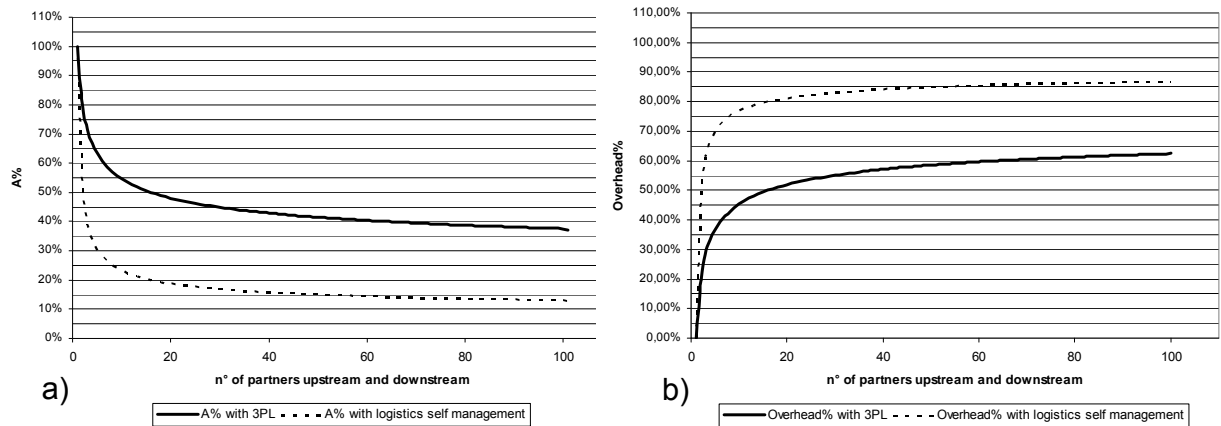 110%
100%
90%
80%
70%
60%
50%
40%
30%
20%
10%
0%
A%
0 20 40 60 80 100
n° of partners upstream and downstream
a)
A% with 3PL A% with logistics self management
110,00%
100,00%
90,00%
80,00%
70,00%
60,00%
50,00%
40,00%
30,00%
20,00%
10,00%
0,00%
Overhead%
0 20 40 60 80 100
n° of partners upstream and downstream
b)
Overhead% with 3PL Overhead% with logistics self management